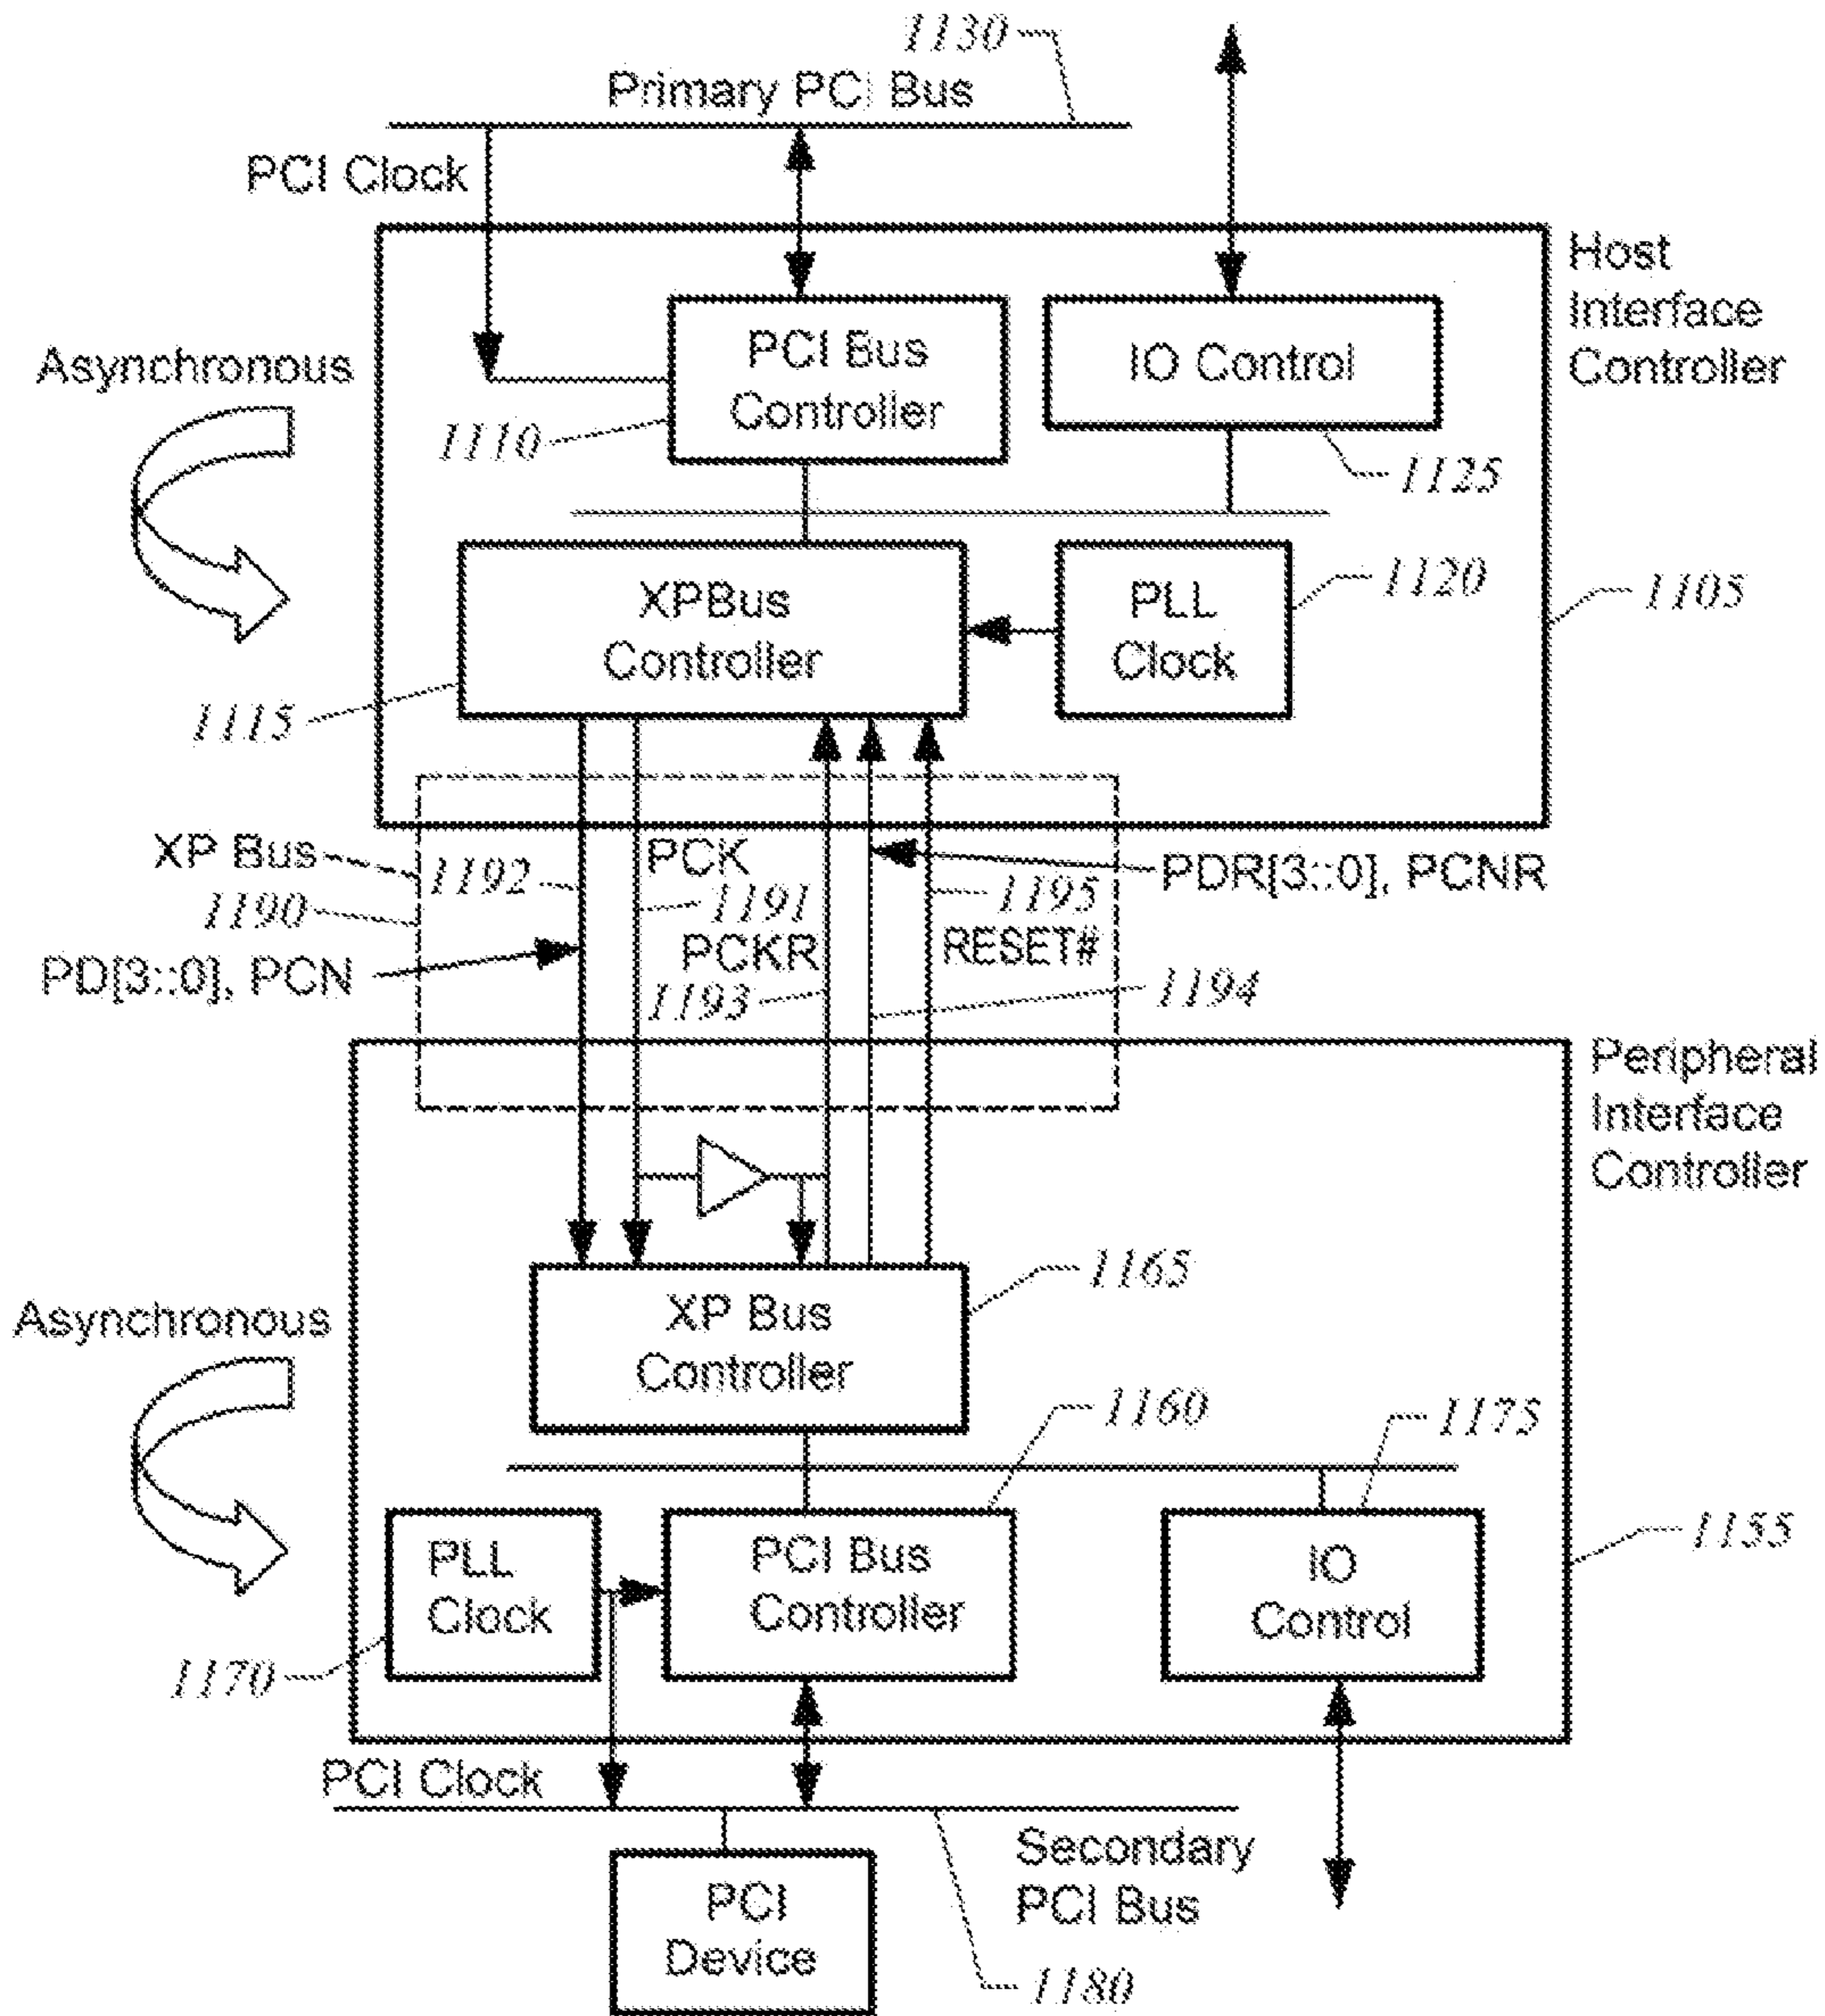 1130
Primary PCI Bus
PCI Clock
Host
Interface
Controller
Asynchronous
PCI Bus
Controller
IO Control
1110
1125
XPBus
Controller
PLL
Clock
1120
1105
1115
XP Bus
1190
1192
PCK
1191
PDR[3::0], PCNR
1195
PD[3::0], PCN
PCKR
1193
RESET#
1194
Peripheral
Interface
Controller
1165
Asynchronous
XP Bus
Controller
1160
1175
1155
PLL
Clock
PCI Bus
Controller
IO
Control
1170
PCI Clock
Secondary
PCI Bus
PCI
Device
1180